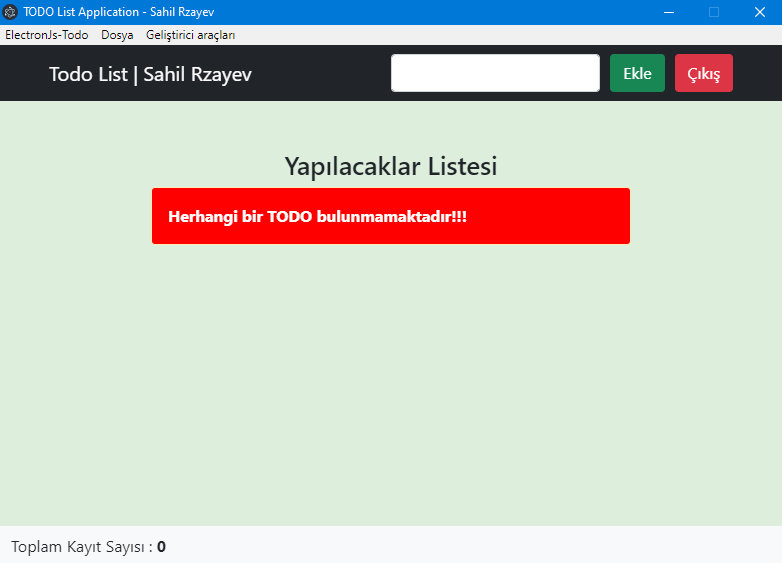 TODO List Application - Sahil Rzayev
ElectronJs-Todo Dosya Geliştirici araçları
Todo List | Sahil Rzayev Ekle Çıkış
Yapılacaklar Listesi
Herhangi bir TODO bulunmamaktadır!!!
Toplam Kayıt Sayısı : 0